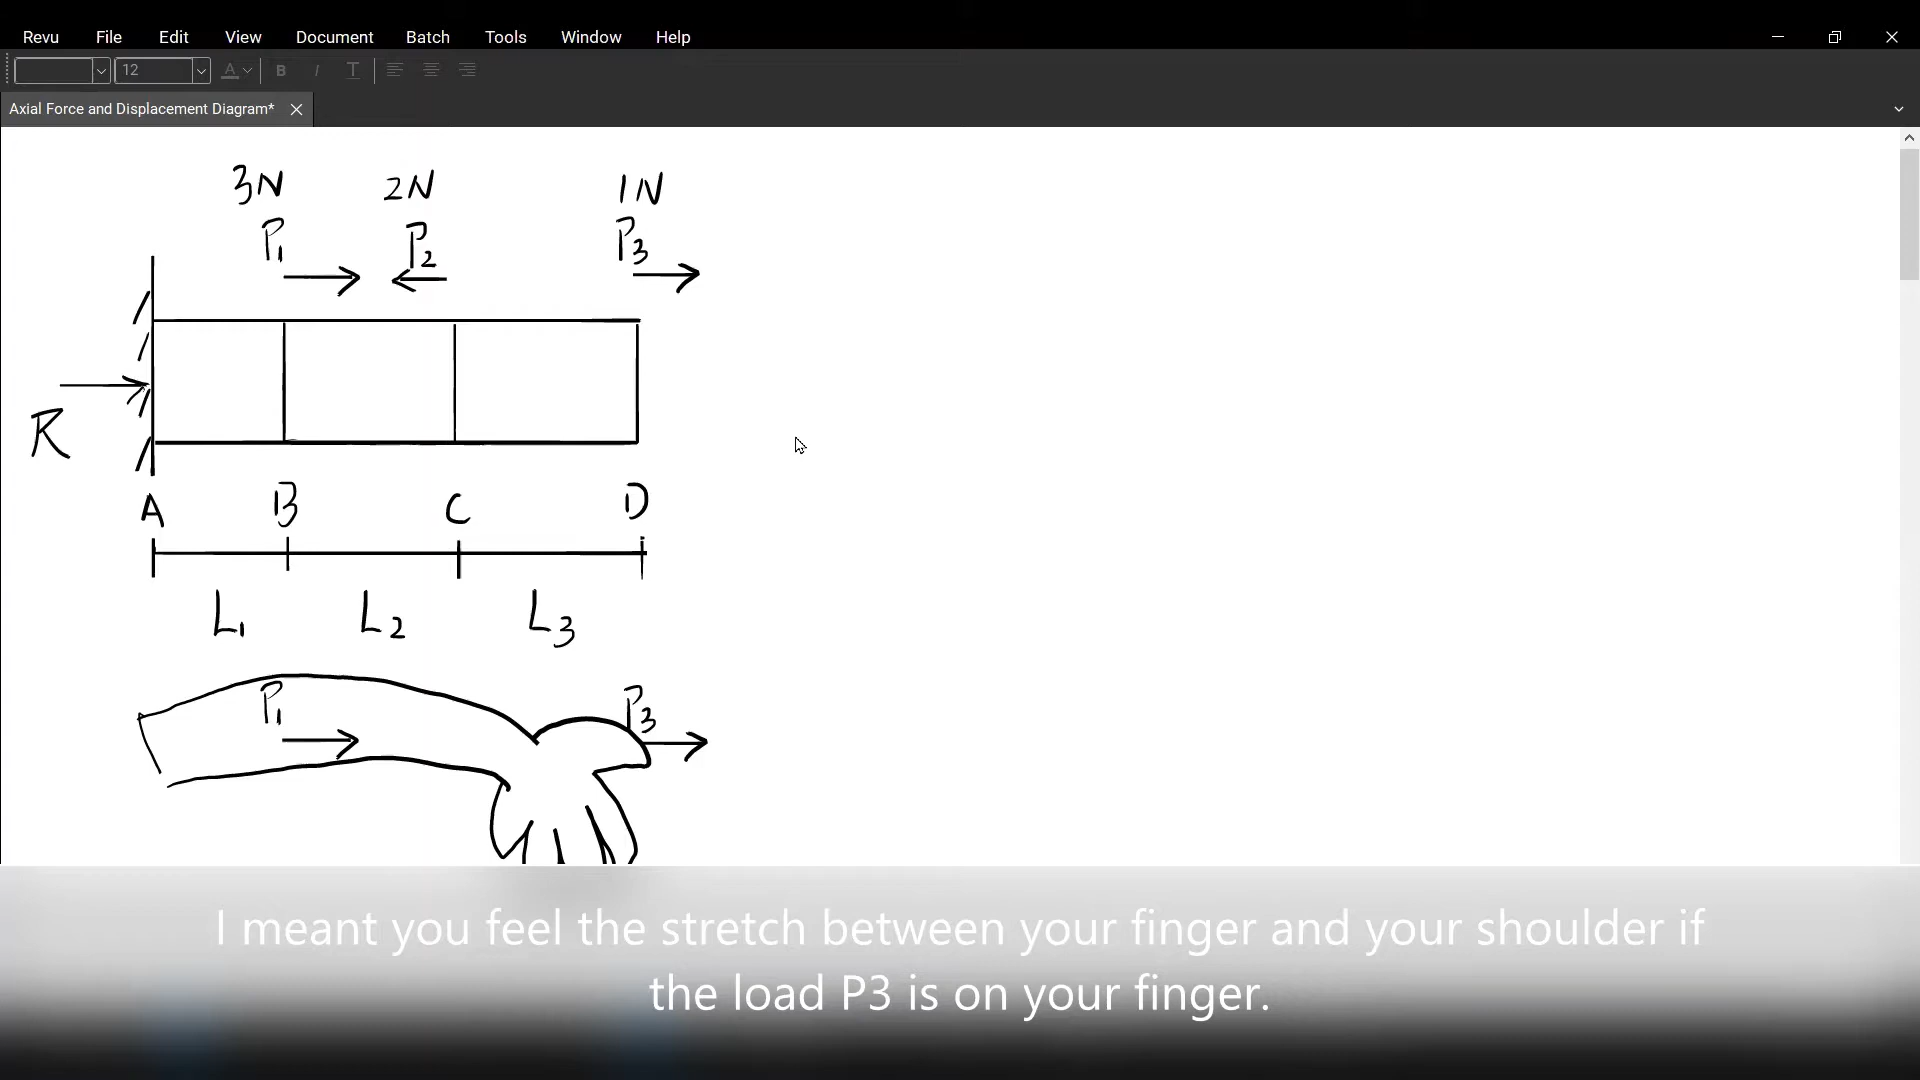 Revu File Edit View Document Batch Tools Window Help
12 A B I T
Axial Force and Displacement Diagram*
3N 2N 1N
P1 P2 P3
R
A B C D
L1 L2 L3
P1 P3
I meant you feel the stretch between your finger and your shoulder if
the load P3 is on your finger.